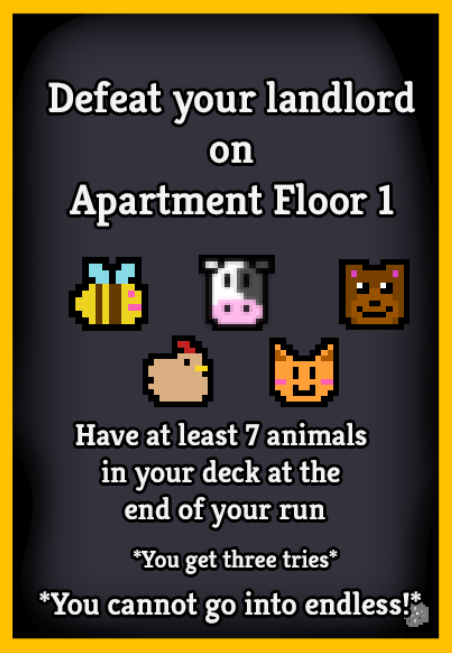 Defeat your landlord
on
Apartment Floor 1
Have at least 7 animals
in your deck at the
end of your run
*You get three tries*
*You cannot go into endless!*